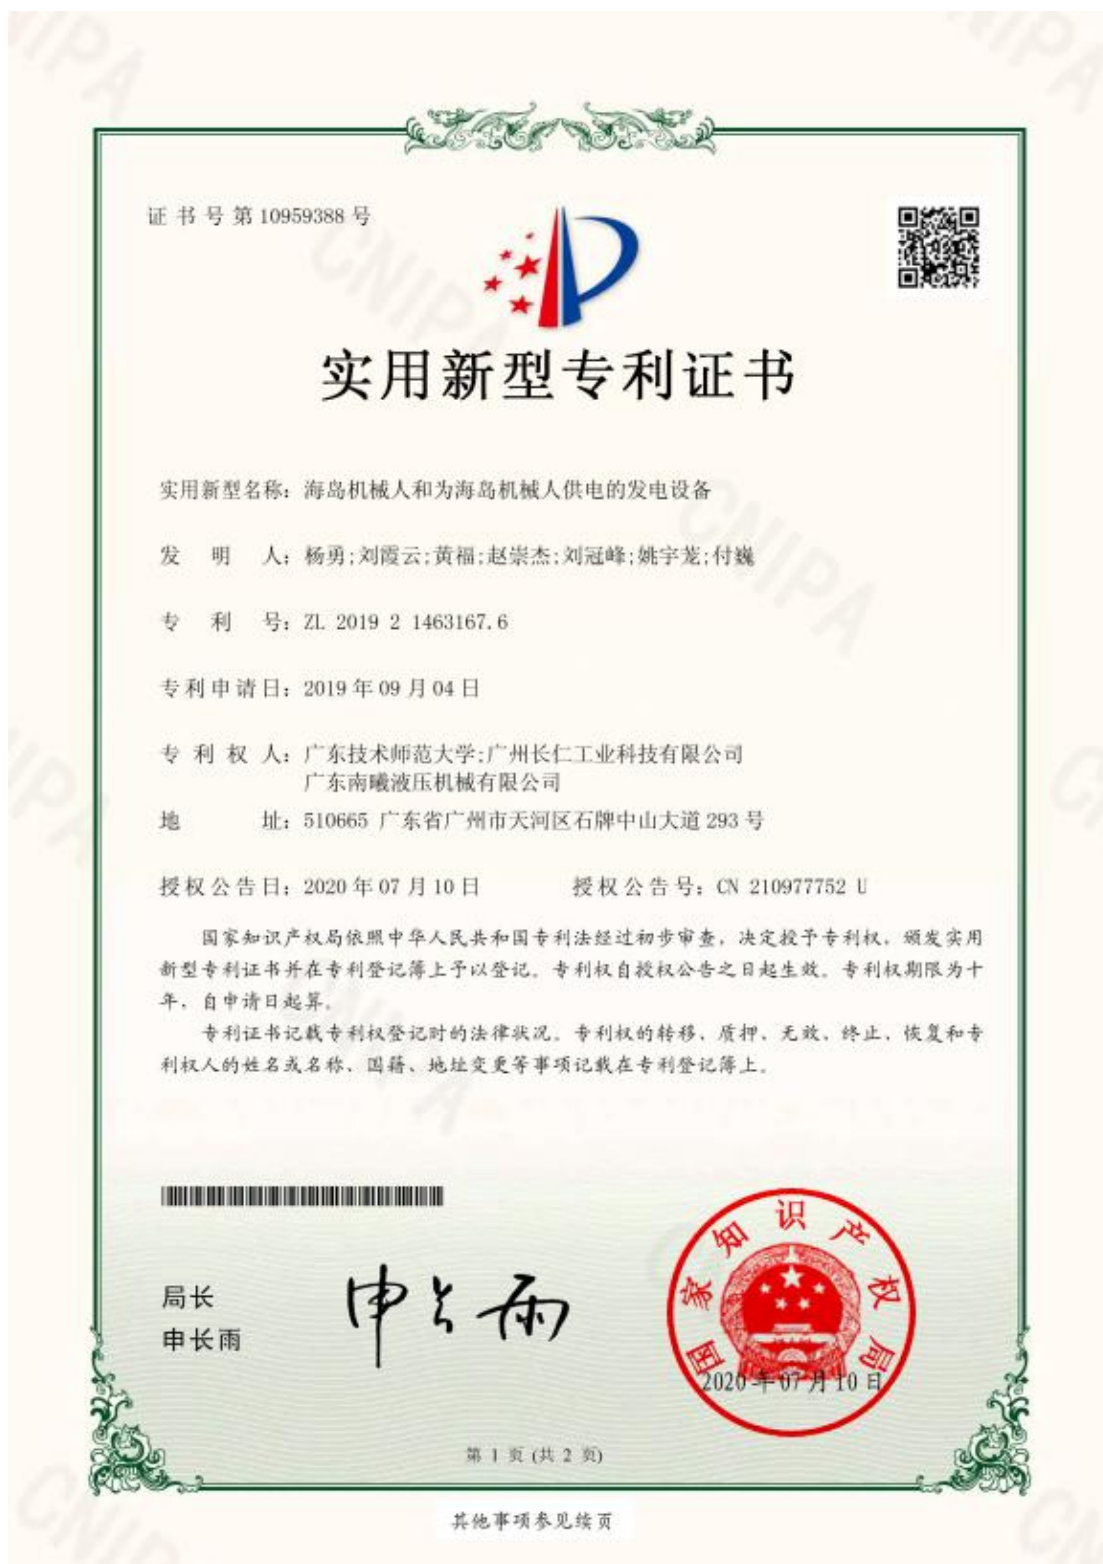 证书号第10959388号
实用新型专利证书
实用新型名称：海岛机械人和为海岛机械人供电的发电设备
发明人：杨勇;刘霞云;黄福;赵崇杰;刘冠峰;姚宇茏;付巍
专利号：ZL 2019 2 1463167.6
专利申请日：2019年09月04日
专利权人：广东技术师范大学;广州长仁工业科技有限公司
广东南曦液压机械有限公司
地址：510665 广东省广州市天河区石牌中山大道293号
授权公告日：2020年07月10日 授权公告号：CN 210977752 U
国家知识产权局依照中华人民共和国专利法经过初步审查，决定授予专利权，颁发实用
新型专利证书并在专利登记簿上予以登记。专利权自授权公告之日起生效。专利权期限为十
年，自申请日起算。
专利证书记载专利权登记时的法律状况。专利权的转移、质押、无效、终止、恢复和专
利权人的姓名或名称、国籍、地址变更等事项记载在专利登记簿上。
局长
申长雨
申长雨
国家知识产权局
2020年07月10日
第 1 页 (共 2 页)
其他事项参见续页
CNIPA